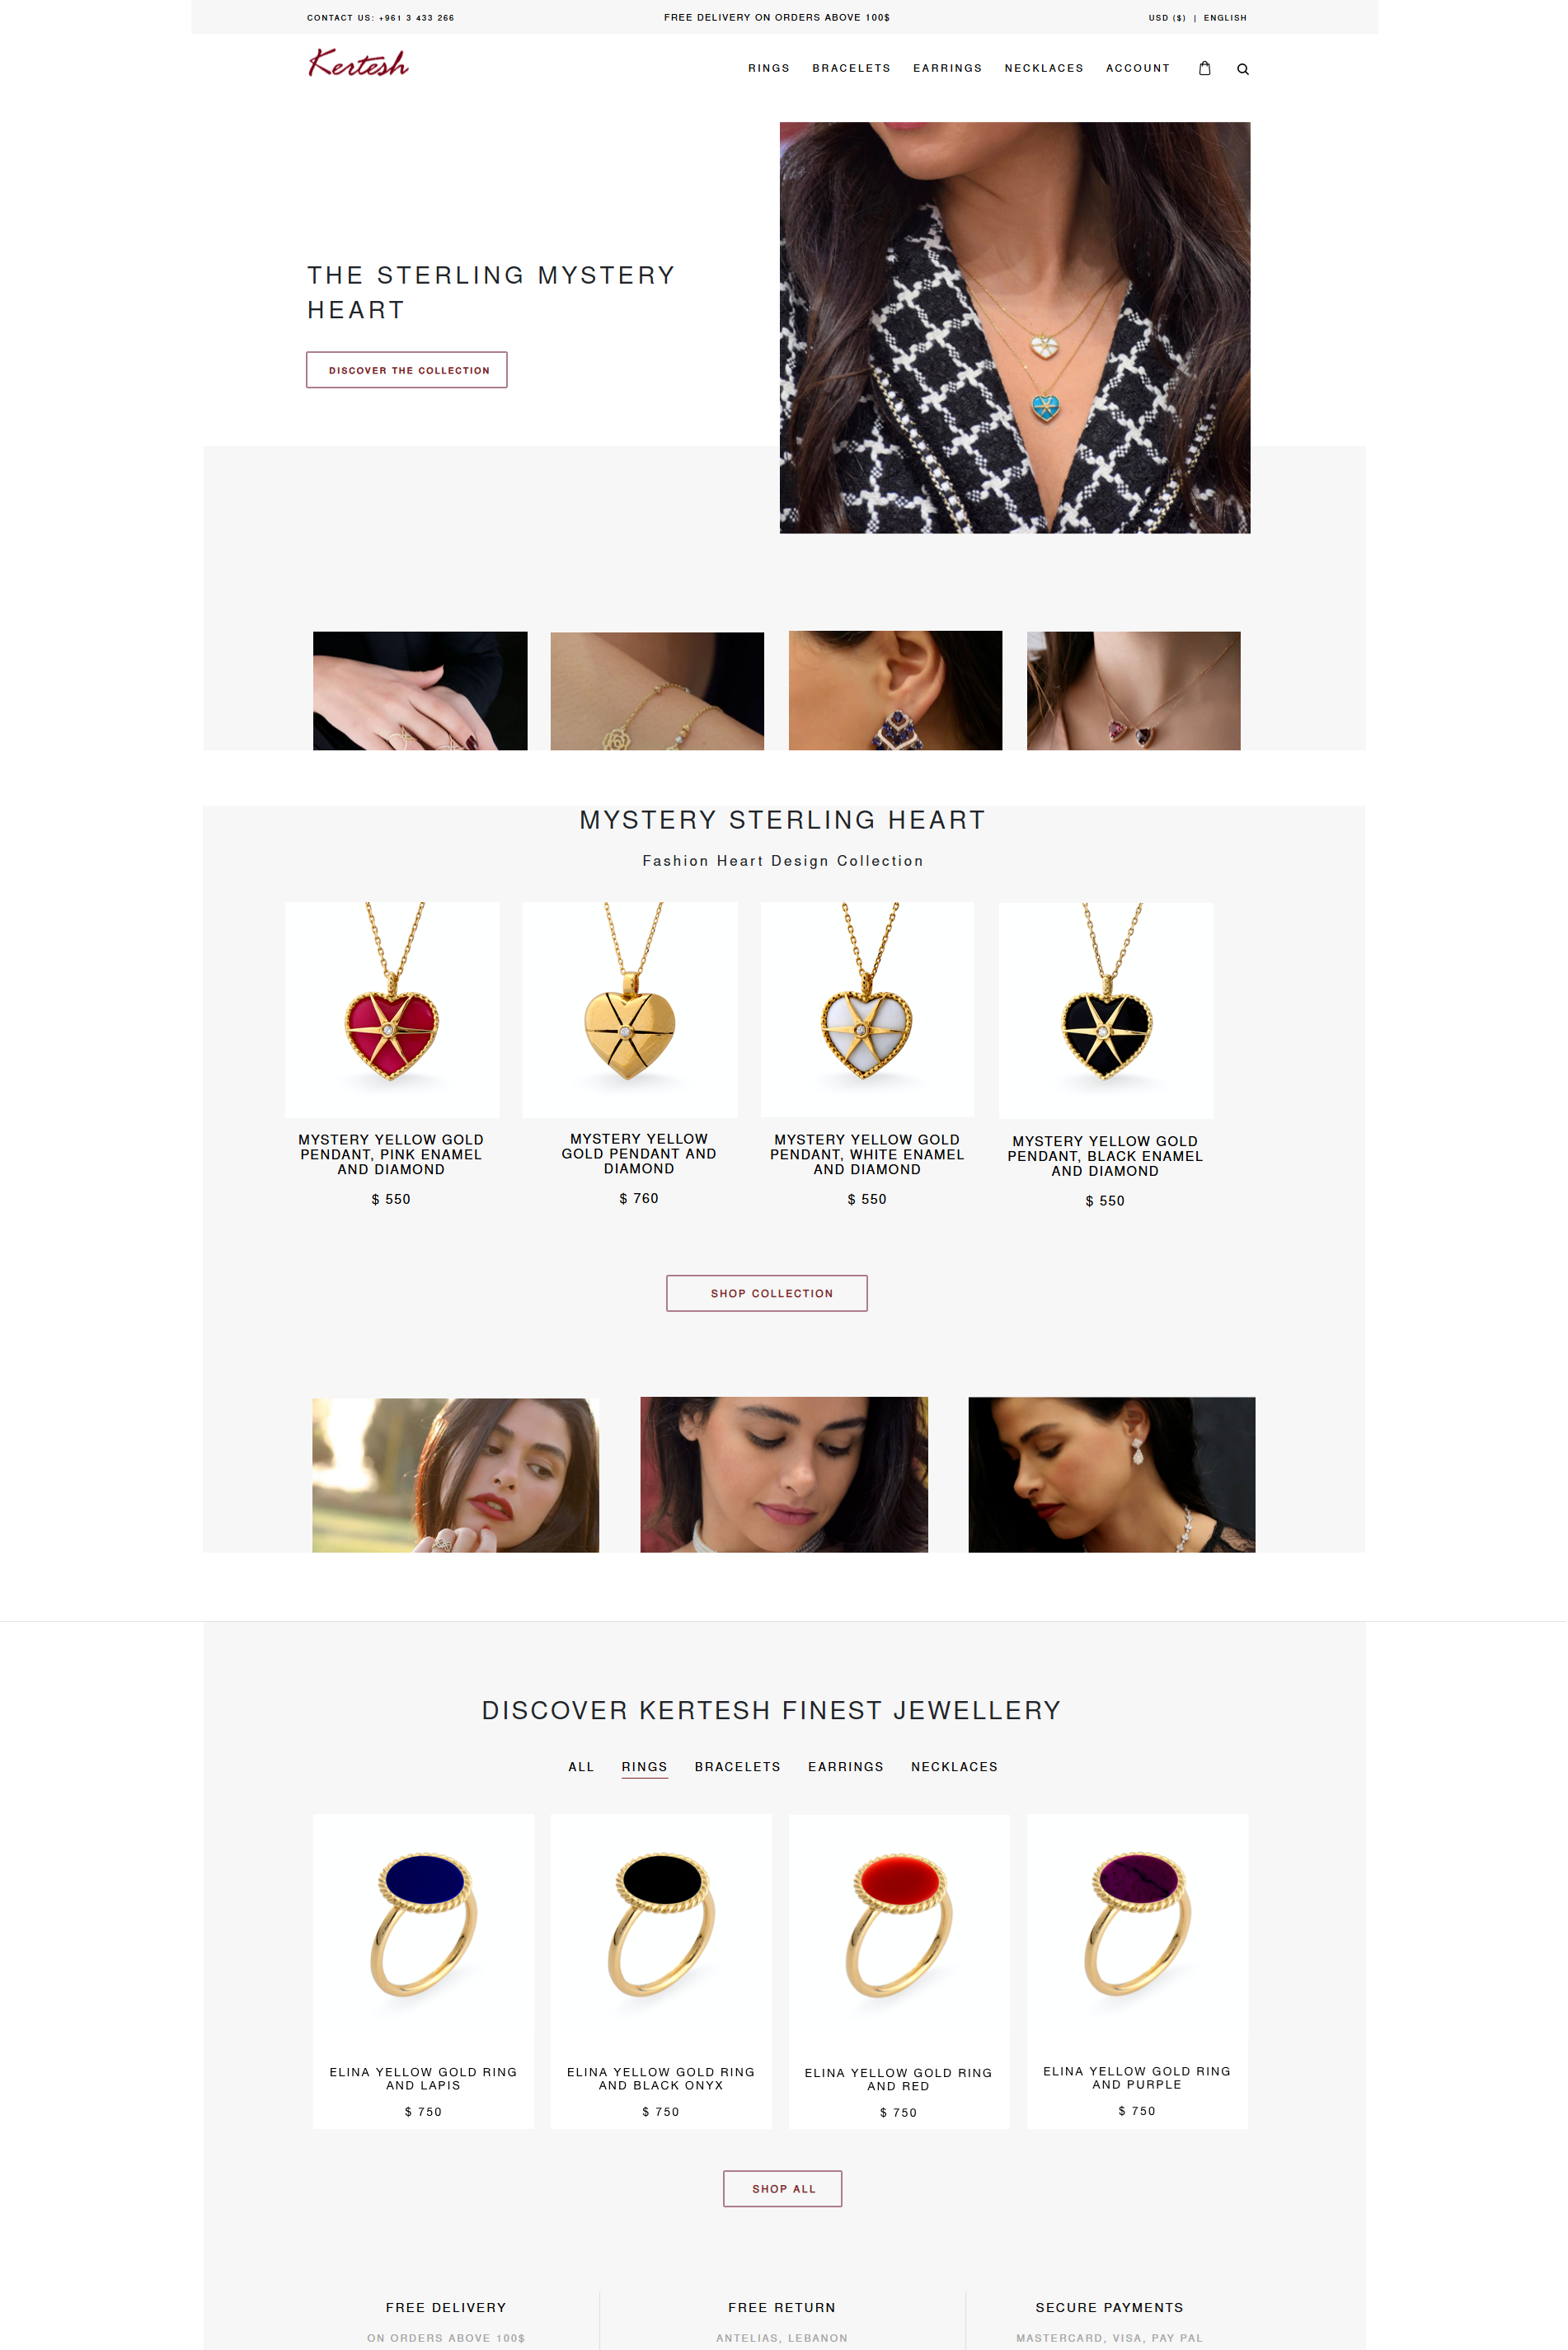 CONTACT US: +961 3 433 266
FREE DELIVERY ON ORDERS ABOVE 100$
USD ($) | ENGLISH
Kertesh
RINGS BRACELETS EARRINGS NECKLACES ACCOUNT
THE STERLING MYSTERY
HEART
DISCOVER THE COLLECTION
MYSTERY STERLING HEART
Fashion Heart Design Collection
MYSTERY YELLOW GOLD
PENDANT, PINK ENAMEL
AND DIAMOND
$ 550
MYSTERY YELLOW
GOLD PENDANT AND
DIAMOND
$ 760
MYSTERY YELLOW GOLD
PENDANT, WHITE ENAMEL
AND DIAMOND
$ 550
MYSTERY YELLOW GOLD
PENDANT, BLACK ENAMEL
AND DIAMOND
$ 550
SHOP COLLECTION
DISCOVER KERTESH FINEST JEWELLERY
ALL RINGS BRACELETS EARRINGS NECKLACES
ELINA YELLOW GOLD RING
AND LAPIS
$ 750
ELINA YELLOW GOLD RING
AND BLACK ONYX
$ 750
ELINA YELLOW GOLD RING
AND RED
$ 750
ELINA YELLOW GOLD RING
AND PURPLE
$ 750
SHOP ALL
FREE DELIVERY
ON ORDERS ABOVE 100$
FREE RETURN
ANTELIAS, LEBANON
SECURE PAYMENTS
MASTERCARD, VISA, PAY PAL